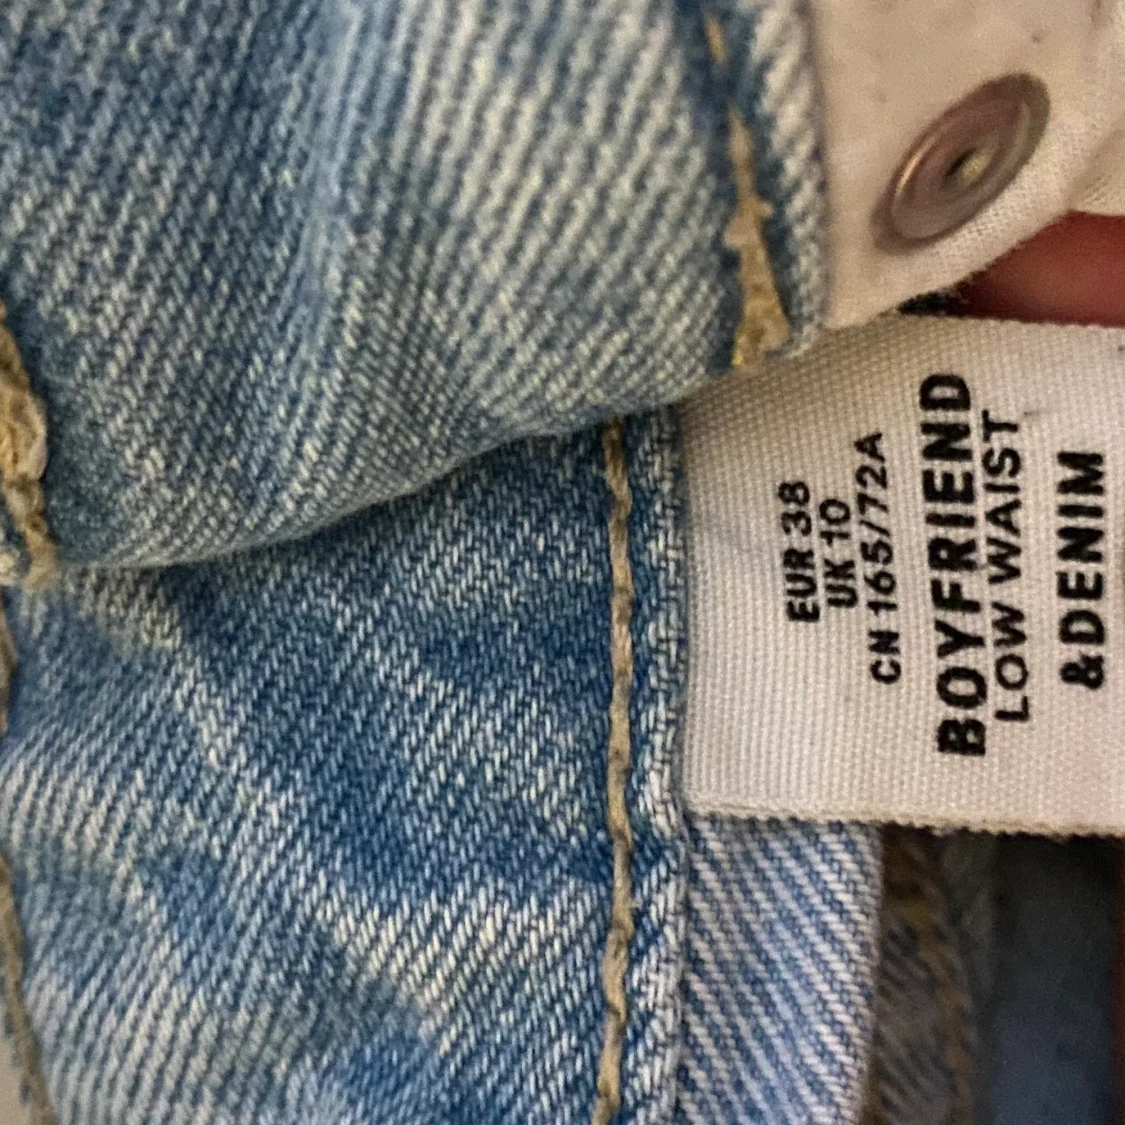 EUR 38
UK 10
CN 165/72A
BOYFRIEND
LOW WAIST
&DENIM